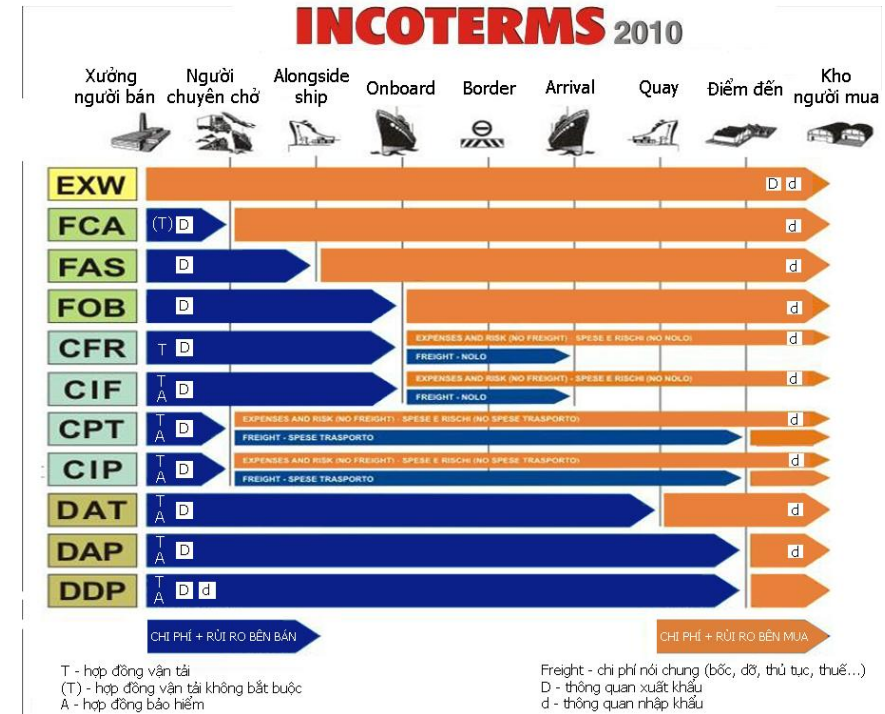 INCOTERMS 2010
Xưởng người bán
Người chuyên chở
Alongside ship
Onboard
Border
Arrival
Quay
Điểm đến
Kho người mua
EXW
D d
FCA
(T) D
d
FAS
D
d
FOB
D
d
CFR
T D
EXPENSES AND RISK (NO FREIGHT) - SPESE E RISCHI (NO NOLO)
d
FREIGHT - NOLO
CIF
T
A D
EXPENSES AND RISK (NO FREIGHT) - SPESE E RISCHI (NO NOLO)
d
FREIGHT - NOLO
CPT
T
A D
EXPENSES AND RISK (NO FREIGHT) - SPESE E RISCHI (NO SPESE TRASPORTO)
d
FREIGHT - SPESE TRASPORTO
CIP
T
A D
EXPENSES AND RISK (NO FREIGHT) - SPESE E RISCHI (NO SPESE TRASPORTO)
d
FREIGHT - SPESE TRASPORTO
DAT
T
A D
d
DAP
T
A D
d
DDP
T
A D d
CHI PHÍ + RỦI RO BÊN BÁN
CHI PHÍ + RỦI RO BÊN MUA
T - hợp đồng vận tải
(T) - hợp đồng vận tải không bắt buộc
A - hợp đồng bảo hiểm
Freight - chi phí nói chung (bốc, dỡ, thủ tục, thuế...)
D - thông quan xuất khẩu
d - thông quan nhập khẩu